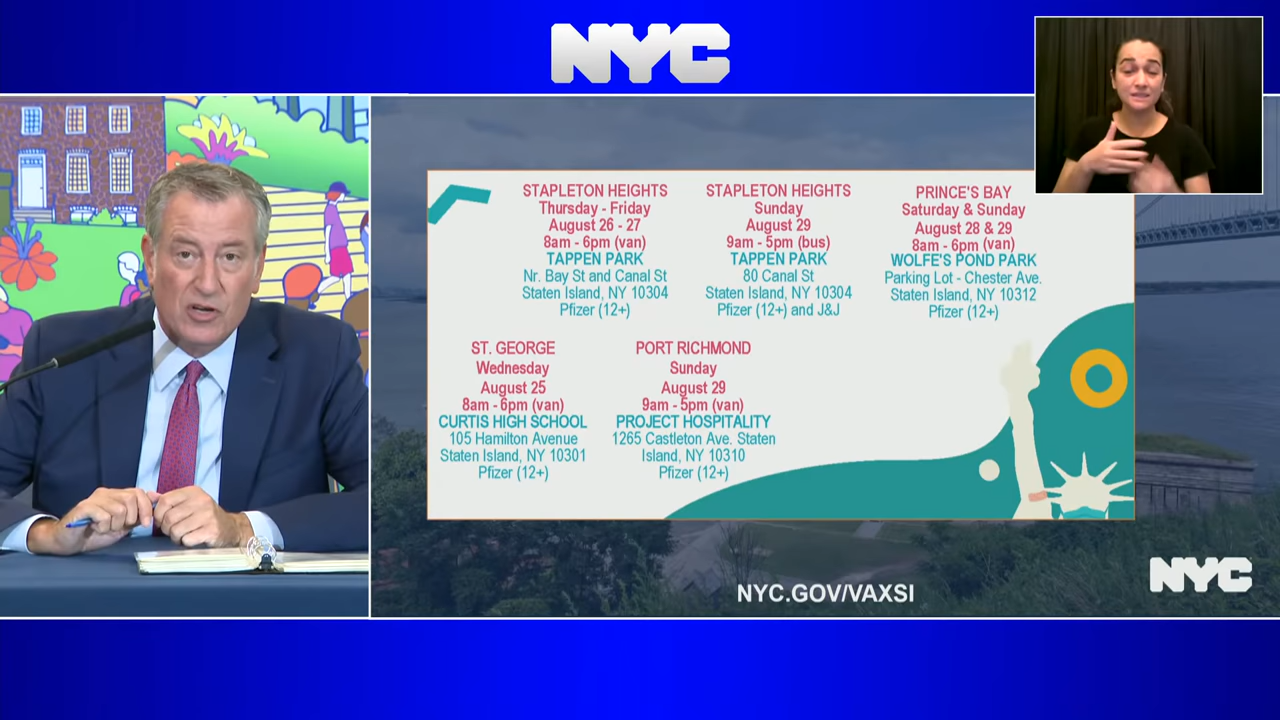 NYC
STAPLETON HEIGHTS
Thursday - Friday
August 26 - 27
8am - 6pm (van)
TAPPEN PARK
Nr. Bay St and Canal St
Staten Island, NY 10304
Pfizer (12+)
STAPLETON HEIGHTS
Sunday
August 29
9am - 5pm (bus)
TAPPEN PARK
80 Canal St
Staten Island, NY 10304
Pfizer (12+) and J&J
PRINCE'S BAY
Saturday & Sunday
August 28 & 29
8am - 6pm (van)
WOLFE'S POND PARK
Parking Lot - Chester Ave.
Staten Island, NY 10312
Pfizer (12+)
ST. GEORGE
Wednesday
August 25
8am - 6pm (van)
CURTIS HIGH SCHOOL
105 Hamilton Avenue
Staten Island, NY 10301
Pfizer (12+)
PORT RICHMOND
Sunday
August 29
9am - 5pm (van)
PROJECT HOSPITALITY
1265 Castleton Ave. Staten
Island, NY 10310
Pfizer (12+)
NYC
NYC.GOV/VAXSI